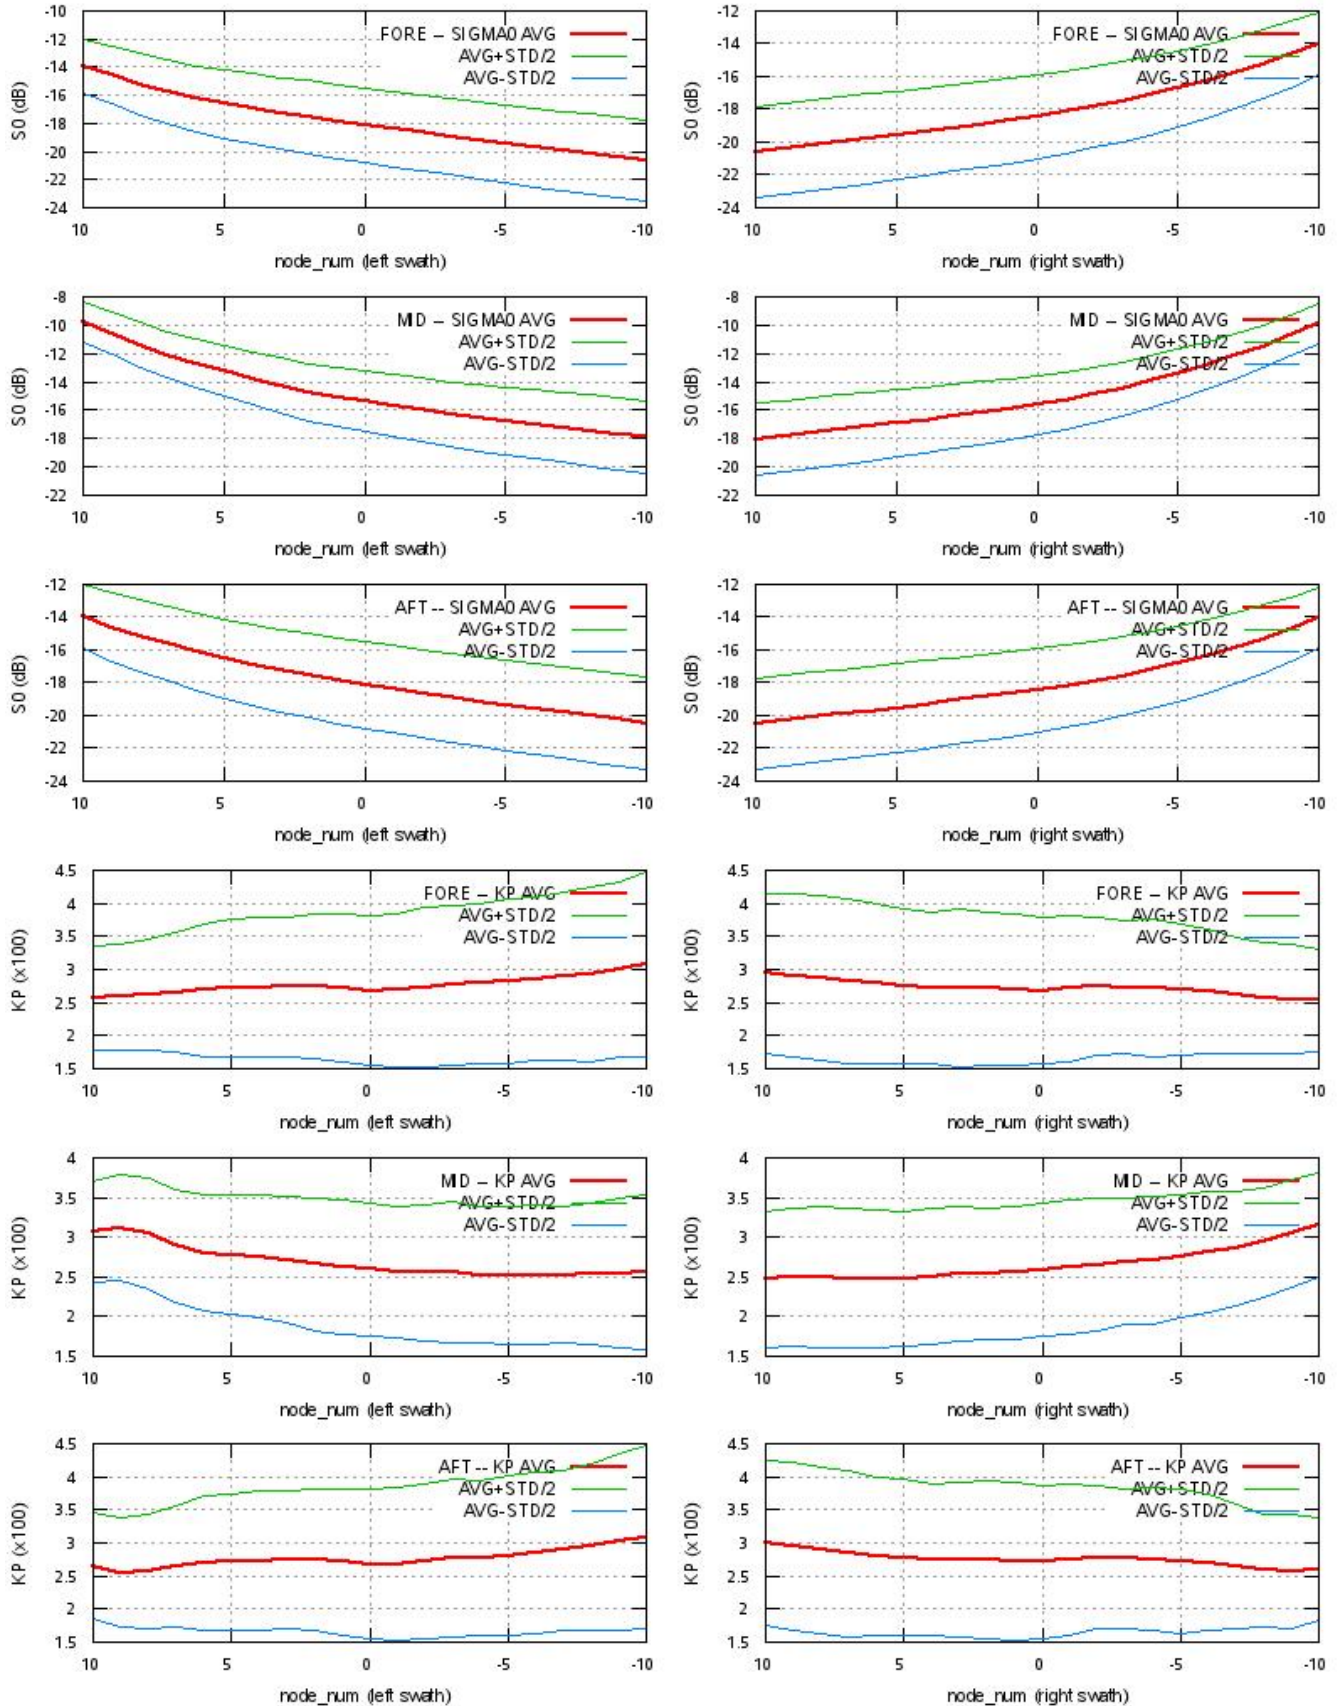 -10
-12
-14
-16
-18
-20
-22
-24
S0 (dB)
FORE -- SIGMA0 AVG
AVG+STD/2
AVG-STD/2
10 5 0 -5 -10
node_num (left swath)
-12
-14
-16
-18
-20
-22
-24
S0 (dB)
FORE -- SIGMA0 AVG
AVG+STD/2
AVG-STD/2
10 5 0 -5 -10
node_num (right swath)
-8
-10
-12
-14
-16
-18
-20
-22
S0 (dB)
MID -- SIGMA0 AVG
AVG+STD/2
AVG-STD/2
10 5 0 -5 -10
node_num (left swath)
-8
-10
-12
-14
-16
-18
-20
-22
S0 (dB)
MID -- SIGMA0 AVG
AVG+STD/2
AVG-STD/2
10 5 0 -5 -10
node_num (right swath)
-12
-14
-16
-18
-20
-22
-24
S0 (dB)
AFT -- SIGMA0 AVG
AVG+STD/2
AVG-STD/2
10 5 0 -5 -10
node_num (left swath)
-12
-14
-16
-18
-20
-22
-24
S0 (dB)
AFT -- SIGMA0 AVG
AVG+STD/2
AVG-STD/2
10 5 0 -5 -10
node_num (right swath)
4.5
4
3.5
3
2.5
2
1.5
KP (x100)
FORE -- KP AVG
AVG+STD/2
AVG-STD/2
10 5 0 -5 -10
node_num (left swath)
4.5
4
3.5
3
2.5
2
1.5
KP (x100)
FORE -- KP AVG
AVG+STD/2
AVG-STD/2
10 5 0 -5 -10
node_num (right swath)
4
3.5
3
2.5
2
1.5
KP (x100)
MID -- KP AVG
AVG+STD/2
AVG-STD/2
10 5 0 -5 -10
node_num (left swath)
4
3.5
3
2.5
2
1.5
KP (x100)
MID -- KP AVG
AVG+STD/2
AVG-STD/2
10 5 0 -5 -10
node_num (right swath)
4.5
4
3.5
3
2.5
2
1.5
KP (x100)
AFT -- KP AVG
AVG+STD/2
AVG-STD/2
10 5 0 -5 -10
node_num (left swath)
4.5
4
3.5
3
2.5
2
1.5
KP (x100)
AFT -- KP AVG
AVG+STD/2
AVG-STD/2
10 5 0 -5 -10
node_num (right swath)